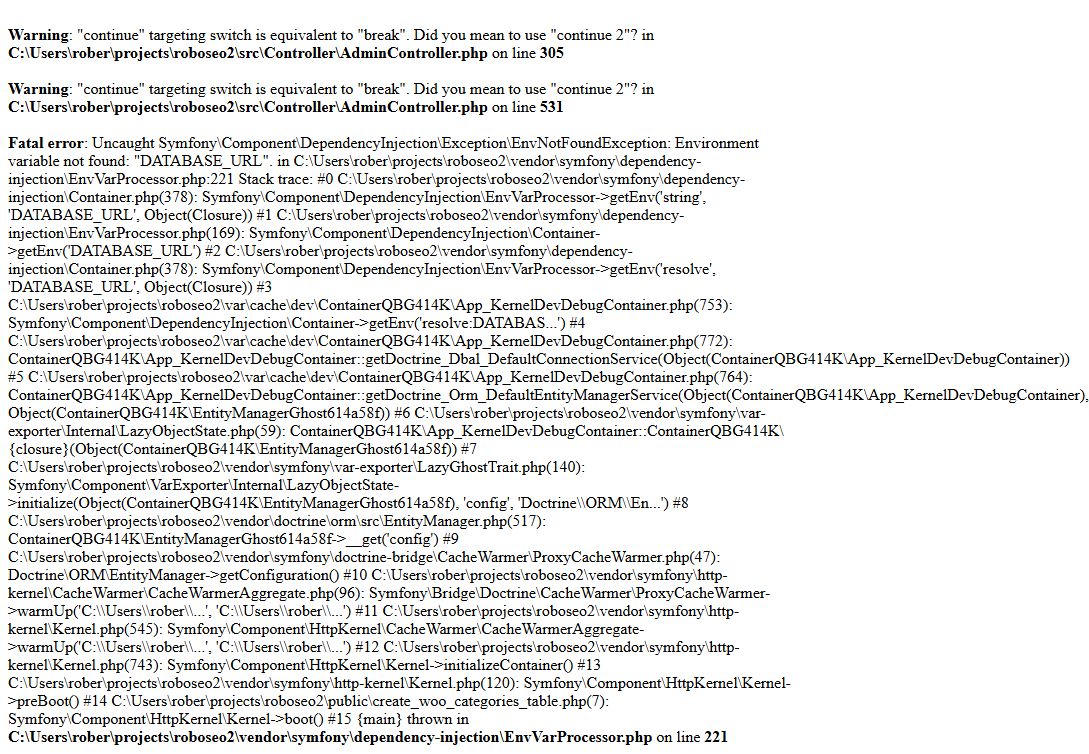 Warning: "continue" targeting switch is equivalent to "break". Did you mean to use "continue 2"? in
C:\Users\rober\projects\roboseo2\src\Controller\AdminController.php on line 305
Warning: "continue" targeting switch is equivalent to "break". Did you mean to use "continue 2"? in
C:\Users\rober\projects\roboseo2\src\Controller\AdminController.php on line 531
Fatal error: Uncaught Symfony\Component\DependencyInjection\Exception\EnvNotFoundException: Environment
variable not found: "DATABASE_URL". in C:\Users\rober\projects\roboseo2\vendor\symfony\dependency-
injection\EnvVarProcessor.php:221 Stack trace: #0 C:\Users\rober\projects\roboseo2\vendor\symfony\dependency-
injection\Container.php(378): Symfony\Component\DependencyInjection\EnvVarProcessor->getEnv('string',
'DATABASE_URL', Object(Closure)) #1 C:\Users\rober\projects\roboseo2\vendor\symfony\dependency-
injection\EnvVarProcessor.php(169): Symfony\Component\DependencyInjection\Container-
>getEnv('DATABASE_URL') #2 C:\Users\rober\projects\roboseo2\vendor\symfony\dependency-
injection\Container.php(378): Symfony\Component\DependencyInjection\EnvVarProcessor->getEnv('resolve',
'DATABASE_URL', Object(Closure)) #3
C:\Users\rober\projects\roboseo2\var\cache\dev\ContainerQBG414K\App_KernelDevDebugContainer.php(753):
Symfony\Component\DependencyInjection\Container->getEnv('resolve:DATABAS...') #4
C:\Users\rober\projects\roboseo2\var\cache\dev\ContainerQBG414K\App_KernelDevDebugContainer.php(772):
ContainerQBG414K\App_KernelDevDebugContainer::getDoctrine_Dbal_DefaultConnectionService(Object(ContainerQBG414K\App_KernelDevDebugContainer))
#5 C:\Users\rober\projects\roboseo2\var\cache\dev\ContainerQBG414K\App_KernelDevDebugContainer.php(764):
ContainerQBG414K\App_KernelDevDebugContainer::getDoctrine_Orm_DefaultEntityManagerService(Object(ContainerQBG414K\App_KernelDevDebugContainer),
Object(ContainerQBG414K\EntityManagerGhost614a58f)) #6 C:\Users\rober\projects\roboseo2\vendor\symfony\var-
exporter\Internal\LazyObjectState.php(59): ContainerQBG414K\App_KernelDevDebugContainer::ContainerQBG414K\
{closure}(Object(ContainerQBG414K\EntityManagerGhost614a58f)) #7
C:\Users\rober\projects\roboseo2\vendor\symfony\var-exporter\LazyGhostTrait.php(140):
Symfony\Component\VarExporter\Internal\LazyObjectState-
>initialize(Object(ContainerQBG414K\EntityManagerGhost614a58f), 'config', 'Doctrine\\ORM\\En...') #8
C:\Users\rober\projects\roboseo2\vendor\doctrine\orm\src\EntityManager.php(517):
ContainerQBG414K\EntityManagerGhost614a58f->__get('config') #9
C:\Users\rober\projects\roboseo2\vendor\symfony\doctrine-bridge\CacheWarmer\ProxyCacheWarmer.php(47):
Doctrine\ORM\EntityManager->getConfiguration() #10 C:\Users\rober\projects\roboseo2\vendor\symfony\http-
kernel\CacheWarmer\CacheWarmerAggregate.php(96): Symfony\Bridge\Doctrine\CacheWarmer\ProxyCacheWarmer-
>warmUp('C:\\Users\\rober\\...', 'C:\\Users\\rober\\...') #11 C:\Users\rober\projects\roboseo2\vendor\symfony\http-
kernel\Kernel.php(545): Symfony\Component\HttpKernel\CacheWarmer\CacheWarmerAggregate-
>warmUp('C:\\Users\\rober\\...', 'C:\\Users\\rober\\...') #12 C:\Users\rober\projects\roboseo2\vendor\symfony\http-
kernel\Kernel.php(743): Symfony\Component\HttpKernel\Kernel->initializeContainer() #13
C:\Users\rober\projects\roboseo2\vendor\symfony\http-kernel\Kernel.php(120): Symfony\Component\HttpKernel\Kernel-
>preBoot() #14 C:\Users\rober\projects\roboseo2\public\create_woo_categories_table.php(7):
Symfony\Component\HttpKernel\Kernel->boot() #15 {main} thrown in
C:\Users\rober\projects\roboseo2\vendor\symfony\dependency-injection\EnvVarProcessor.php on line 221